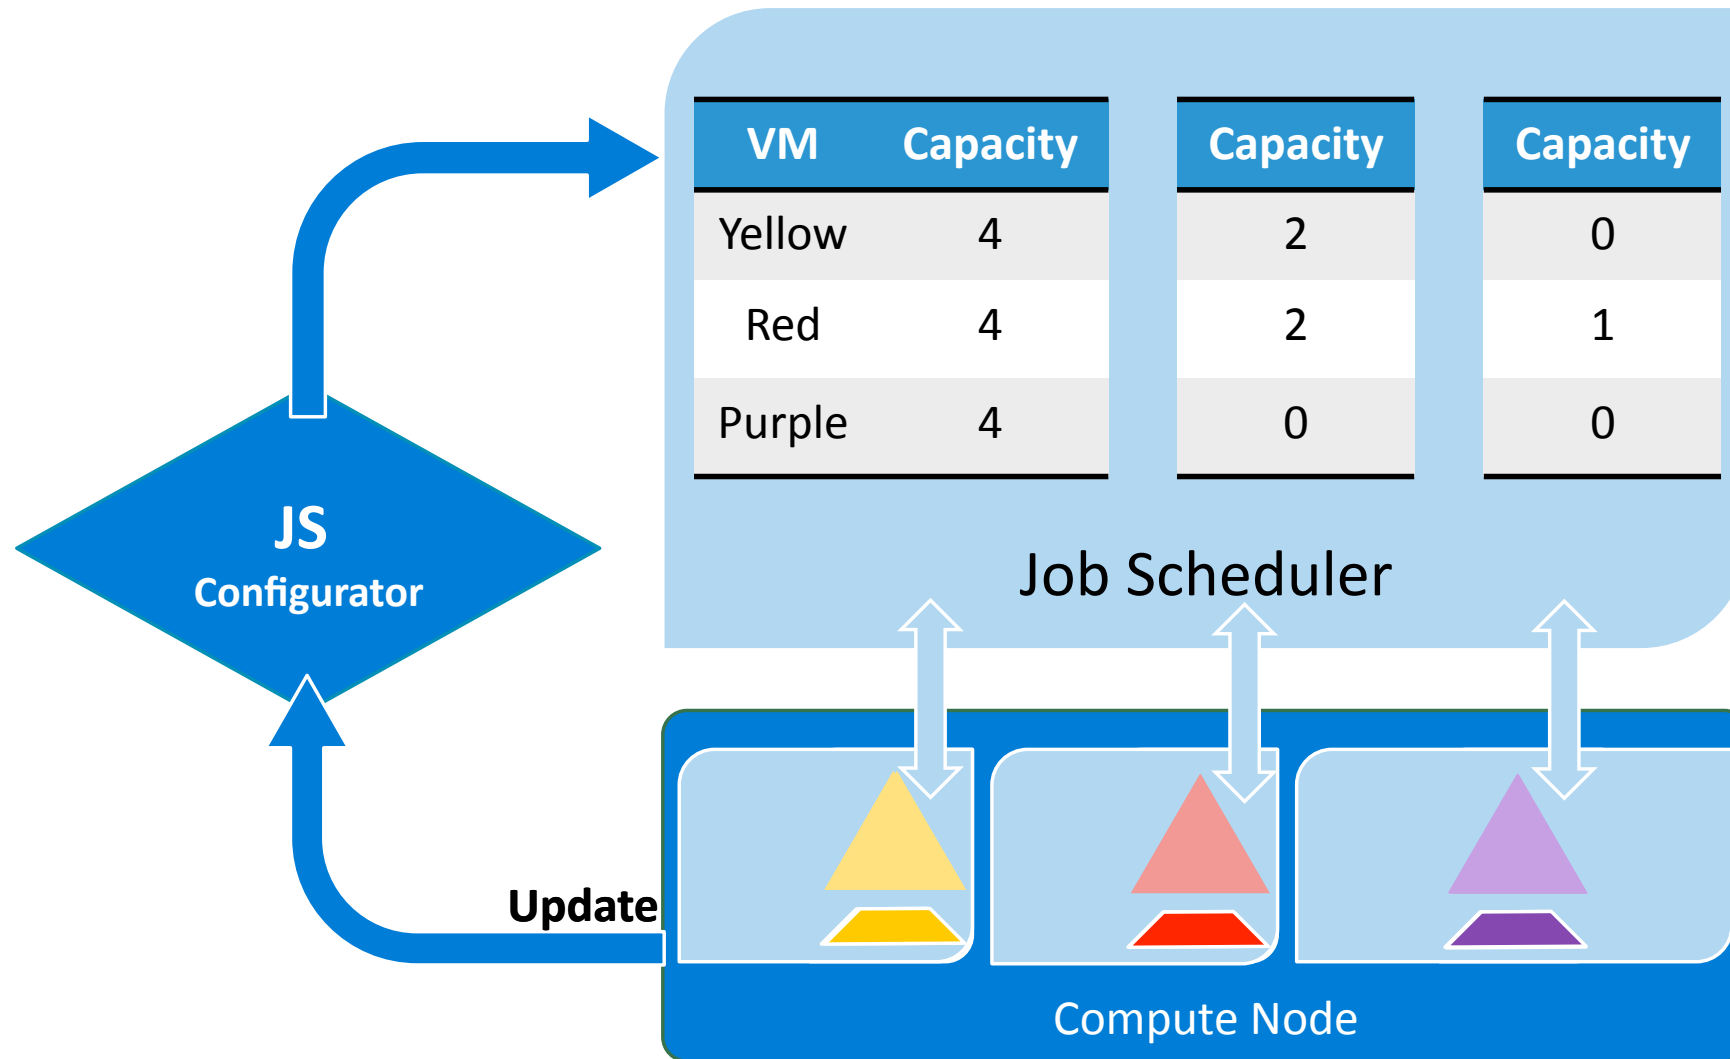 VM Capacity Capacity Capacity
Yellow 4 2 0
Red 4 2 1
Purple 4 0 0
JS
Configurator
Job Scheduler
Update
Compute Node